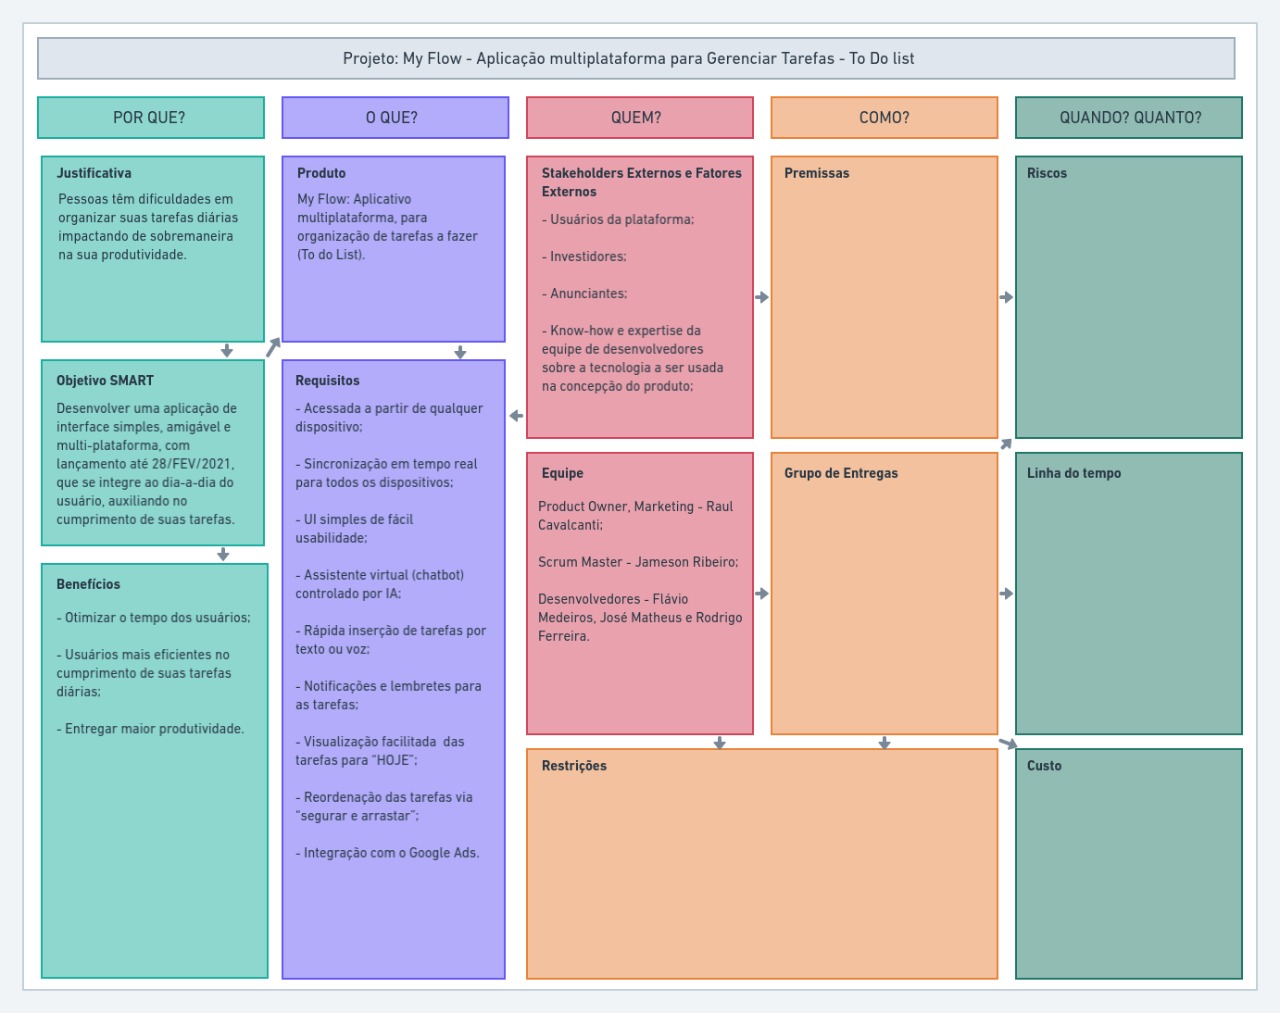 Projeto: My Flow - Aplicação multiplataforma para Gerenciar Tarefas - To Do list
POR QUE?
O QUE?
QUEM?
COMO?
QUANDO? QUANTO?
Justificativa
Pessoas têm dificuldades em
organizar suas tarefas diárias
impactando de sobremaneira
na sua produtividade.
Objetivo SMART
Desenvolver uma aplicação de
interface simples, amigável e
multi-plataforma, com
lançamento até 28/FEV/2021,
que se integre ao dia-a-dia do
usuário, auxiliando no
cumprimento de suas tarefas.
Benefícios
- Otimizar o tempo dos usuários;
- Usuários mais eficientes no
cumprimento de suas tarefas
diárias;
- Entregar maior produtividade.
Produto
My Flow: Aplicativo
multiplataforma, para
organização de tarefas a fazer
(To do List).
Requisitos
- Acessada a partir de qualquer
dispositivo;
- Sincronização em tempo real
para todos os dispositivos;
- UI simples de fácil
usabilidade;
- Assistente virtual (chatbot)
controlado por IA;
- Rápida inserção de tarefas por
texto ou voz;
- Notificações e lembretes para
as tarefas;
- Visualização facilitada  das
tarefas para "HOJE";
- Reordenação das tarefas via
"segurar e arrastar";
- Integração com o Google Ads.
Stakeholders Externos e Fatores
Externos
- Usuários da plataforma;
- Investidores;
- Anunciantes;
- Know-how e expertise da
equipe de desenvolvedores
sobre a tecnologia a ser usada
na concepção do produto;
Equipe
Product Owner, Marketing - Raul
Cavalcanti;
Scrum Master - Jameson Ribeiro;
Desenvolvedores - Flávio
Medeiros, José Matheus e Rodrigo
Ferreira.
Premissas
Grupo de Entregas
Restrições
Riscos
Linha do tempo
Custo